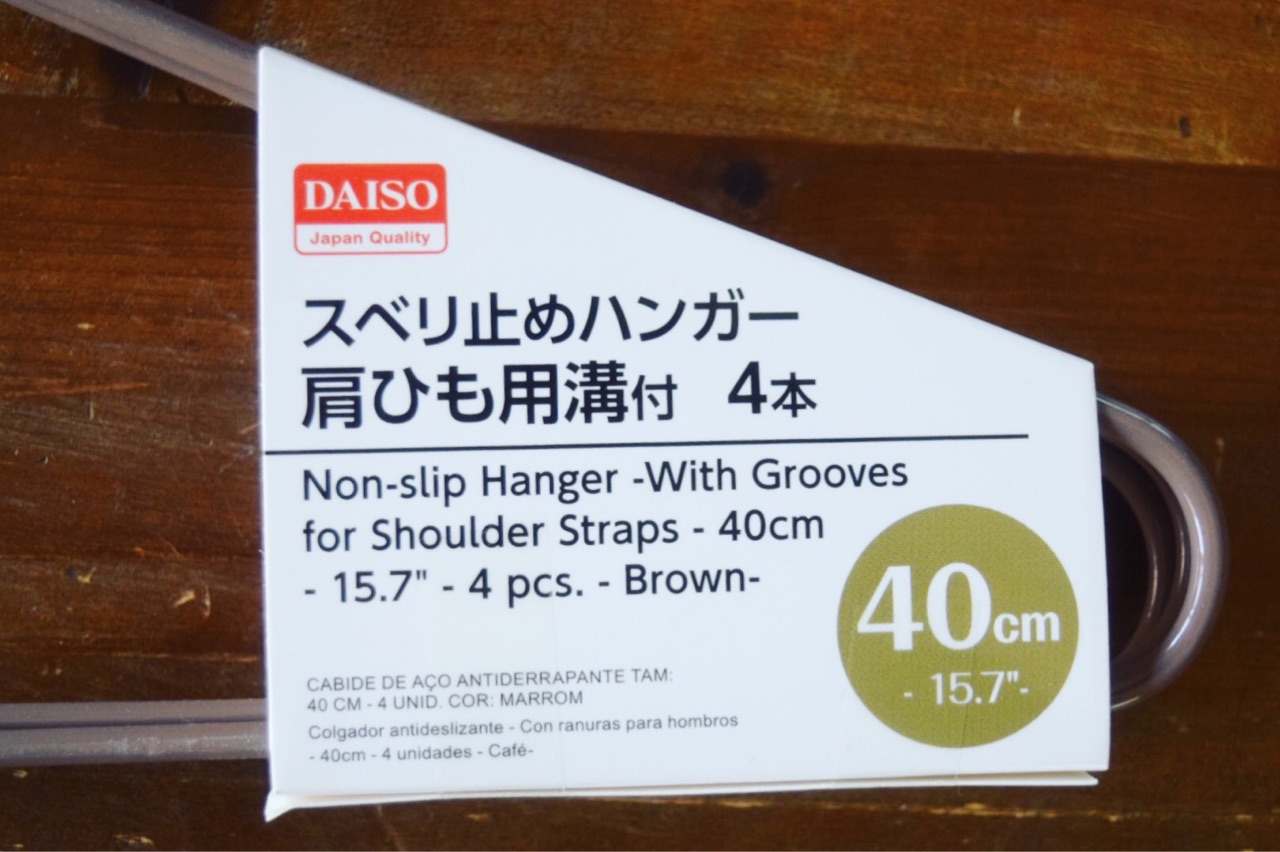 DAISO
Japan Quality
スベリ止めハンガー
肩ひも用溝付 4本
Non-slip Hanger -With Grooves
for Shoulder Straps - 40cm
- 15.7" - 4 pcs. - Brown-
40cm
- 15.7"-
CABIDE DE AÇO ANTIDERRAPANTE TAM:
40 CM - 4 UNID. COR: MARROM
Colgador antideslizante - Con ranuras para hombros
- 40cm - 4 unidades - Café-